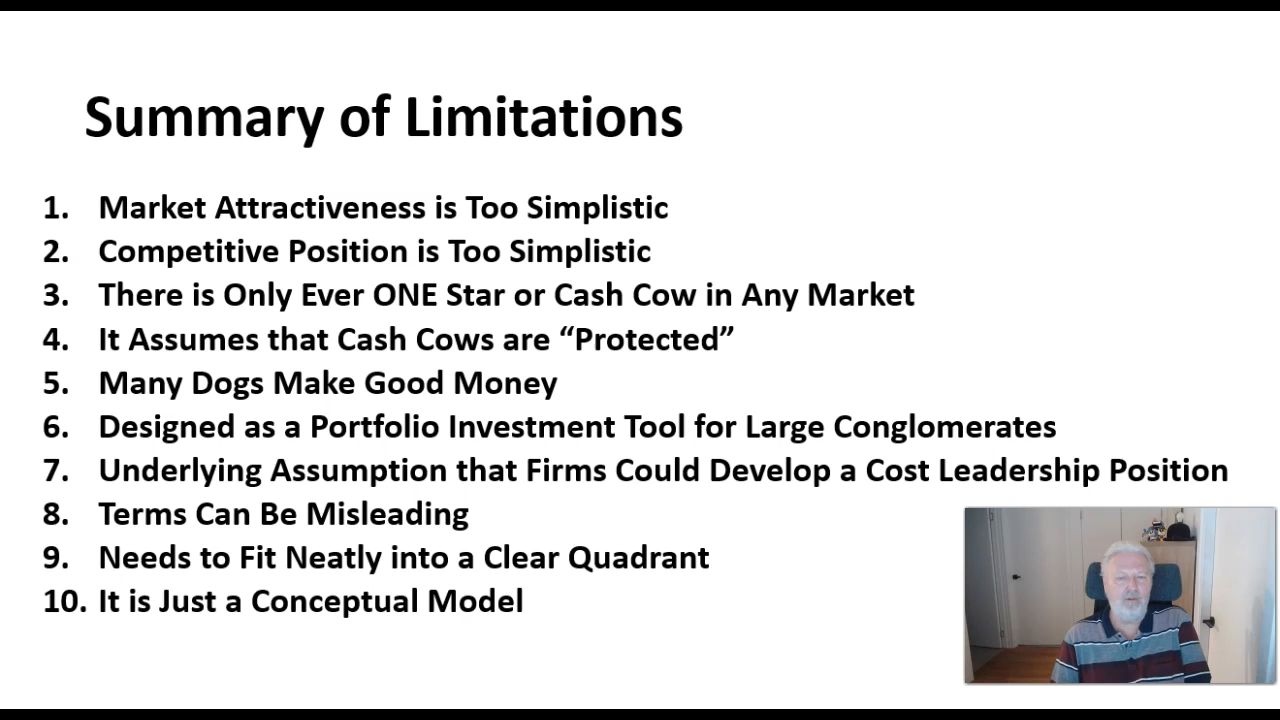 Summary of Limitations
1. Market Attractiveness is Too Simplistic
2. Competitive Position is Too Simplistic
3. There is Only Ever ONE Star or Cash Cow in Any Market
4. It Assumes that Cash Cows are “Protected”
5. Many Dogs Make Good Money
6. Designed as a Portfolio Investment Tool for Large Conglomerates
7. Underlying Assumption that Firms Could Develop a Cost Leadership Position
8. Terms Can Be Misleading
9. Needs to Fit Neatly into a Clear Quadrant
10. It is Just a Conceptual Model